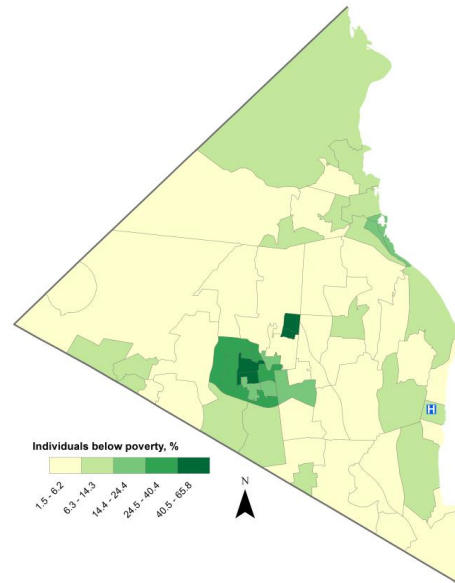 H
Individuals below poverty, %
1.5 - 6.2
6.3 - 14.3
14.4 - 24.4
24.5 - 40.4
40.5 - 65.8
N